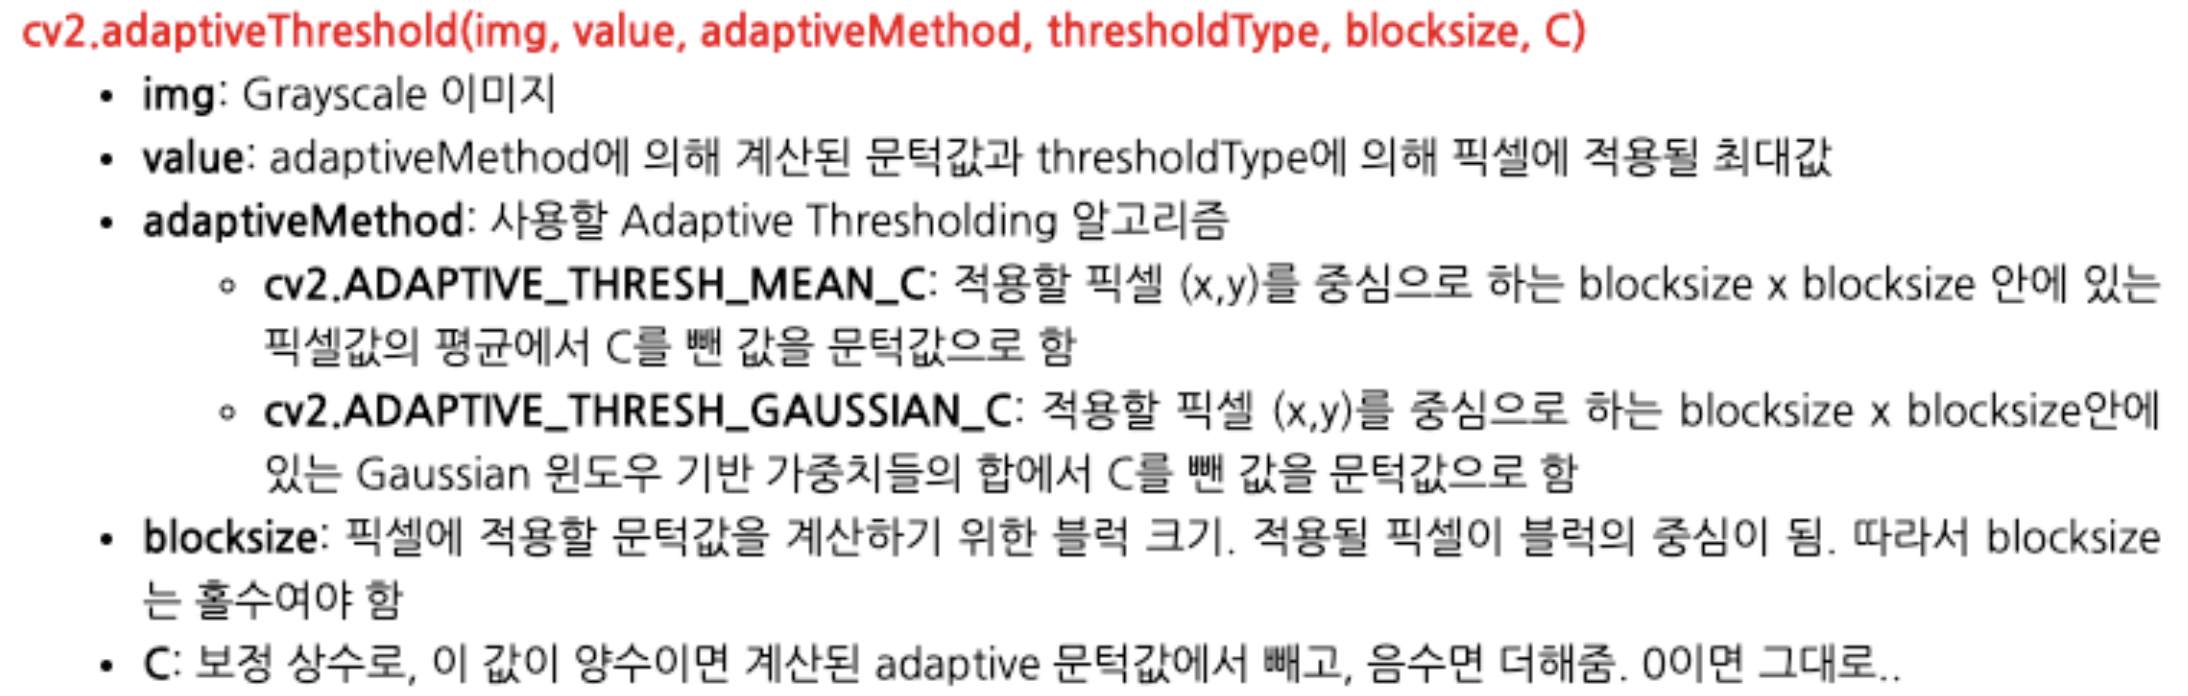 cv2.adaptiveThreshold(img, value, adaptiveMethod, thresholdType, blocksize, C)
• img: Grayscale 이미지
• value: adaptiveMethod에 의해 계산된 문턱값과 thresholdType에 의해 픽셀에 적용될 최대값
• adaptiveMethod: 사용할 Adaptive Thresholding 알고리즘
◦ cv2.ADAPTIVE_THRESH_MEAN_C: 적용할 픽셀 (x,y)를 중심으로 하는 blocksize x blocksize 안에 있는
픽셀값의 평균에서 C를 뺀 값을 문턱값으로 함
◦ cv2.ADAPTIVE_THRESH_GAUSSIAN_C: 적용할 픽셀 (x,y)를 중심으로 하는 blocksize x blocksize안에
있는 Gaussian 윈도우 기반 가중치들의 합에서 C를 뺀 값을 문턱값으로 함
• blocksize: 픽셀에 적용할 문턱값을 계산하기 위한 블럭 크기. 적용될 픽셀이 블럭의 중심이 됨. 따라서 blocksize
는 홀수여야 함
• C: 보정 상수로, 이 값이 양수이면 계산된 adaptive 문턱값에서 빼고, 음수면 더해줌. 0이면 그대로..